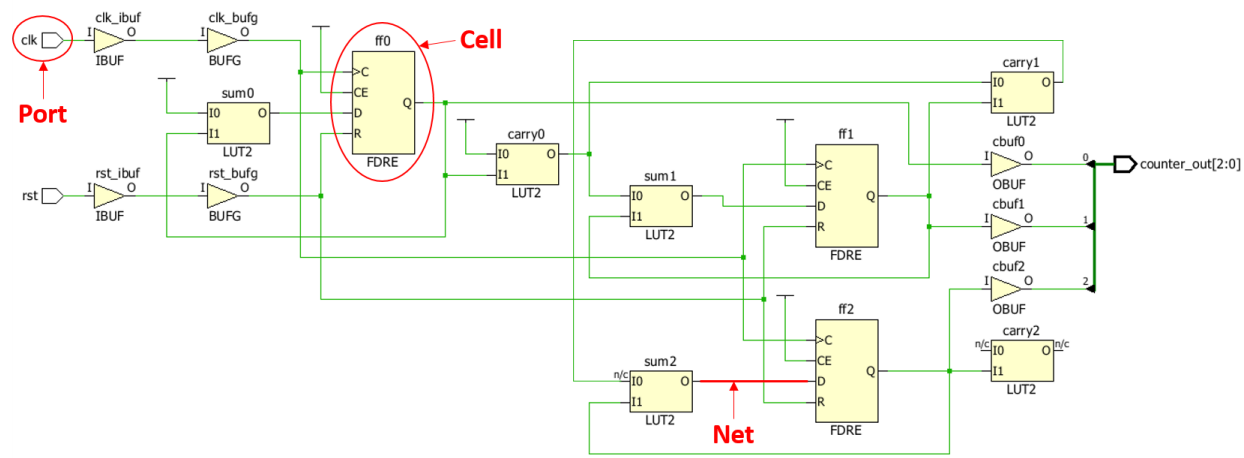 clk
Port
clk_ibuf
I
O
IBUF
clk_bufg
I
O
BUFG
ff0
C
CE
D
R
Q
FDRE
Cell
sum0
I0
I1
O
LUT2
rst
rst_ibuf
I
O
IBUF
rst_bufg
I
O
BUFG
carry0
I0
I1
O
LUT2
sum1
I0
I1
O
LUT2
ff1
C
CE
D
R
Q
FDRE
carry1
I0
I1
O
LUT2
cbuf0
I
O
OBUF
0
counter_out[2:0]
cbuf1
I
O
OBUF
1
cbuf2
I
O
OBUF
2
sum2
n/c
I0
I1
O
LUT2
Net
ff2
C
CE
D
R
Q
FDRE
carry2
n/c
I0
I1
O
n/c
LUT2